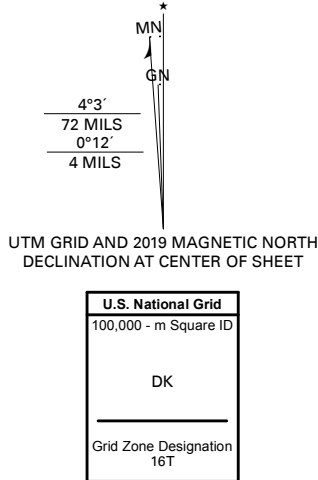 MN
GN
4°3´
72 MILS
0°12´
4 MILS
UTM GRID AND 2019 MAGNETIC NORTH
DECLINATION AT CENTER OF SHEET
U.S. National Grid
100,000 - m Square ID
DK
Grid Zone Designation
16T